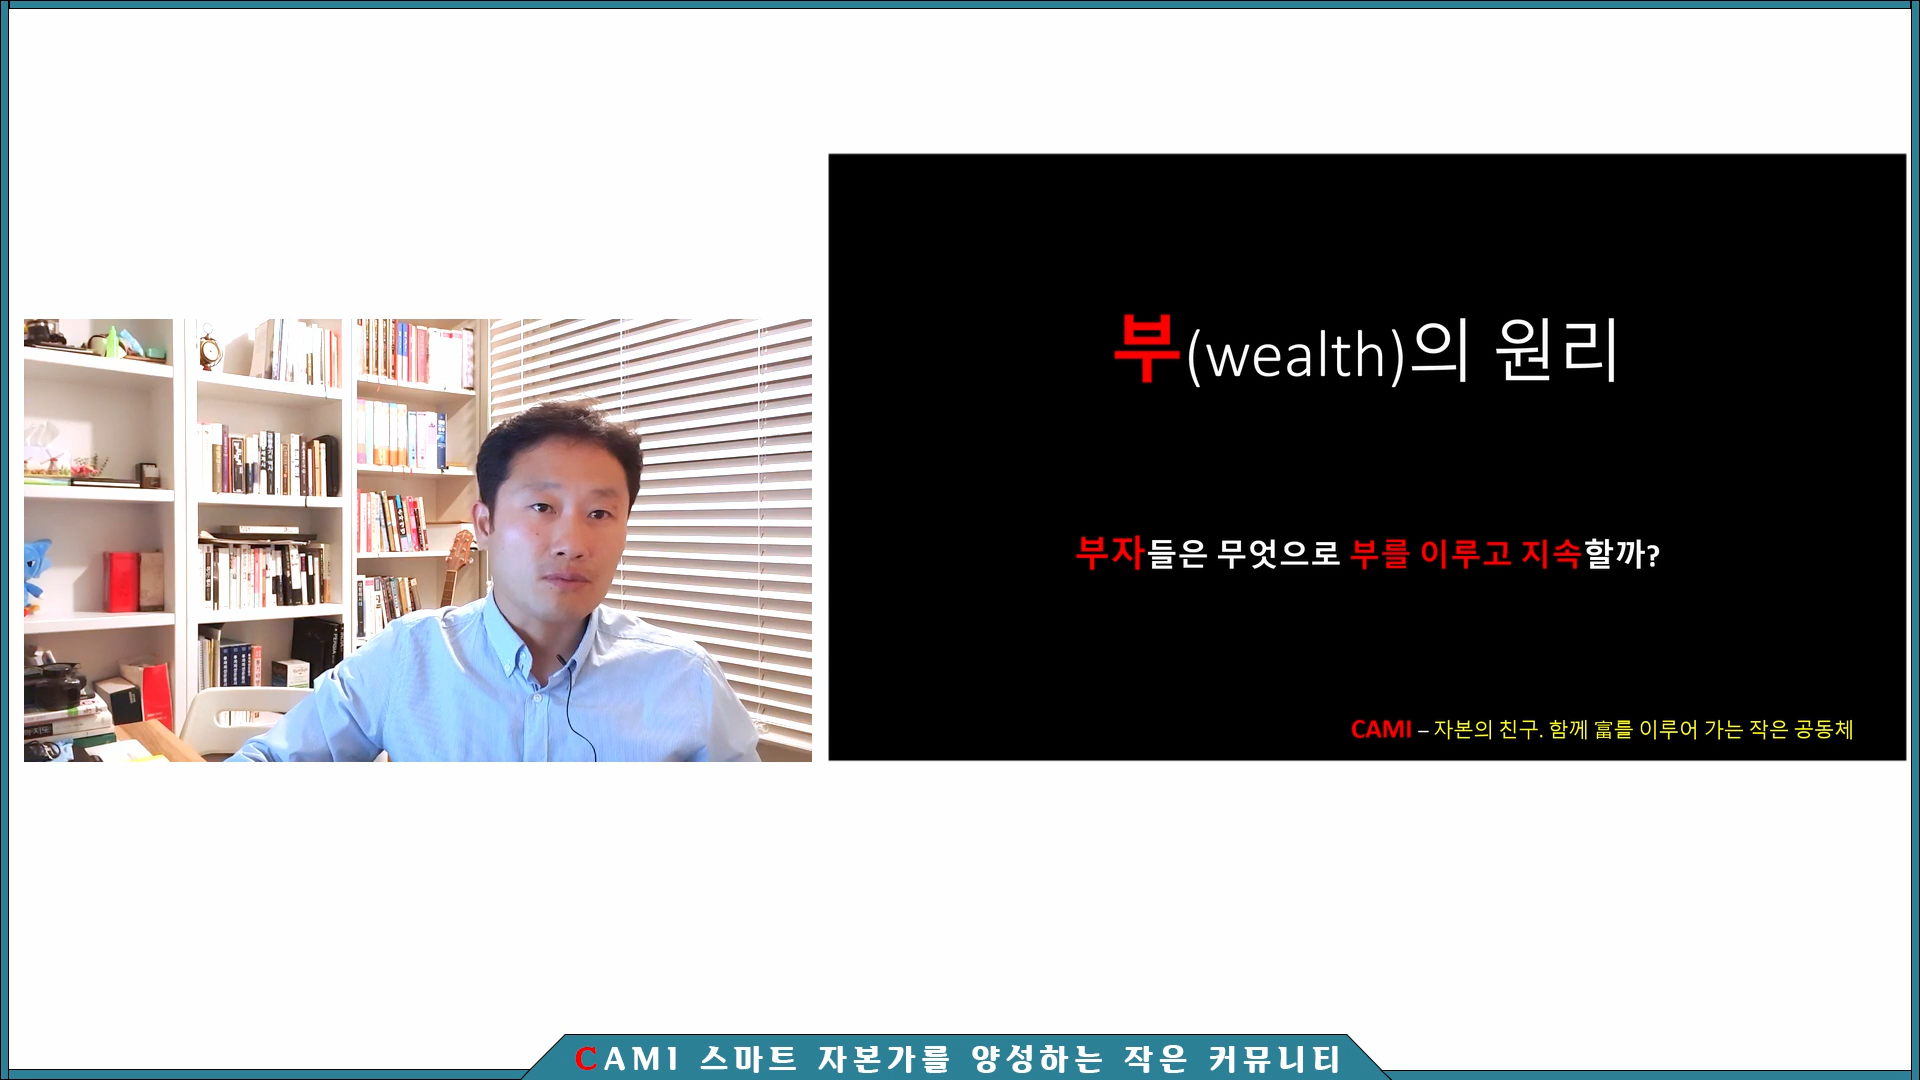 부(wealth)의 원리
부자들은 무엇으로 부를 이루고 지속할까?
CAMI – 자본의 친구. 함께 富를 이루어 가는 작은 공동체
CAMI 스마트 자본가를 양성하는 작은 커뮤니티